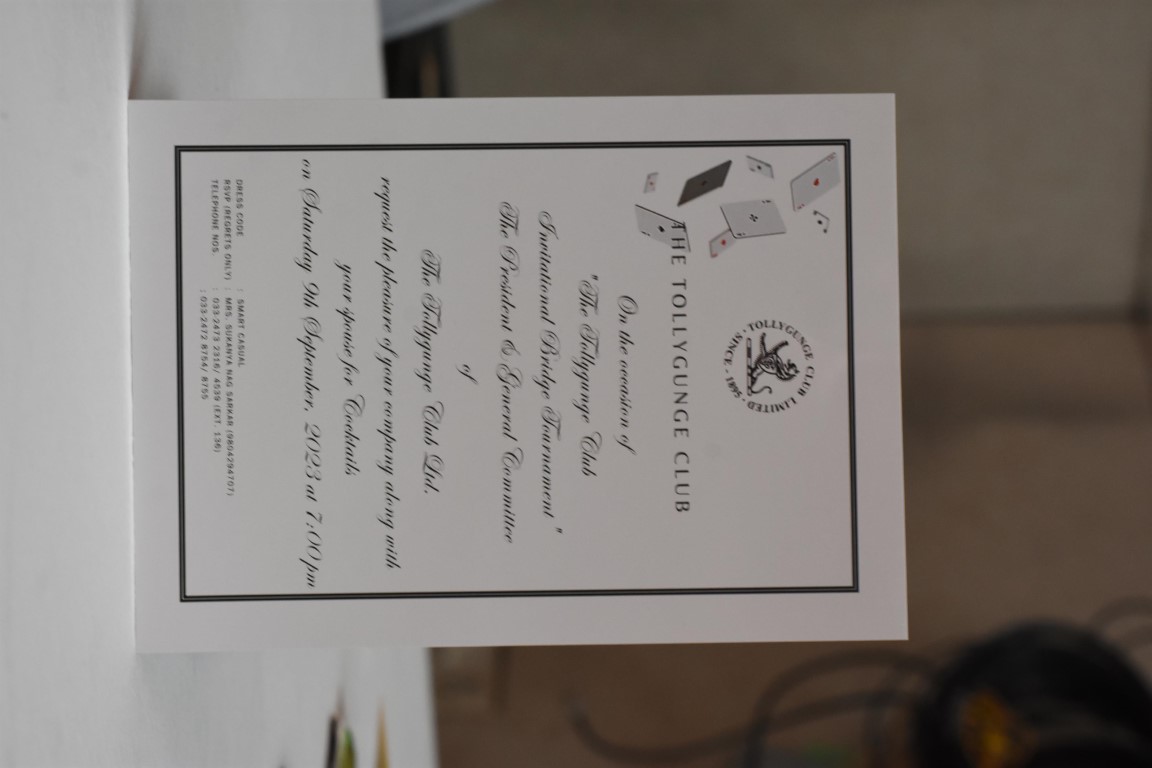 TOLLYGUNGE CLUB LIMITED · SINCE · 1895 ·
THE TOLLYGUNGE CLUB
On the occasion of
"The Tollygunge Club
Invitational Bridge Tournament"
The President & General Committee
of
The Tollygunge Club Ltd.
request the pleasure of your company along with
your spouse for Cocktails
on Saturday 9th September, 2023 at 7:00 pm
DRESS CODE : SMART CASUAL
RSVP (REGRETS ONLY) : MRS. SUKANYA NAG SARKAR (9804294707)
TELEPHONE NOS. : 033-2473 2316/ 4539 (EXT. 136)
: 033-2472 8754/ 8755